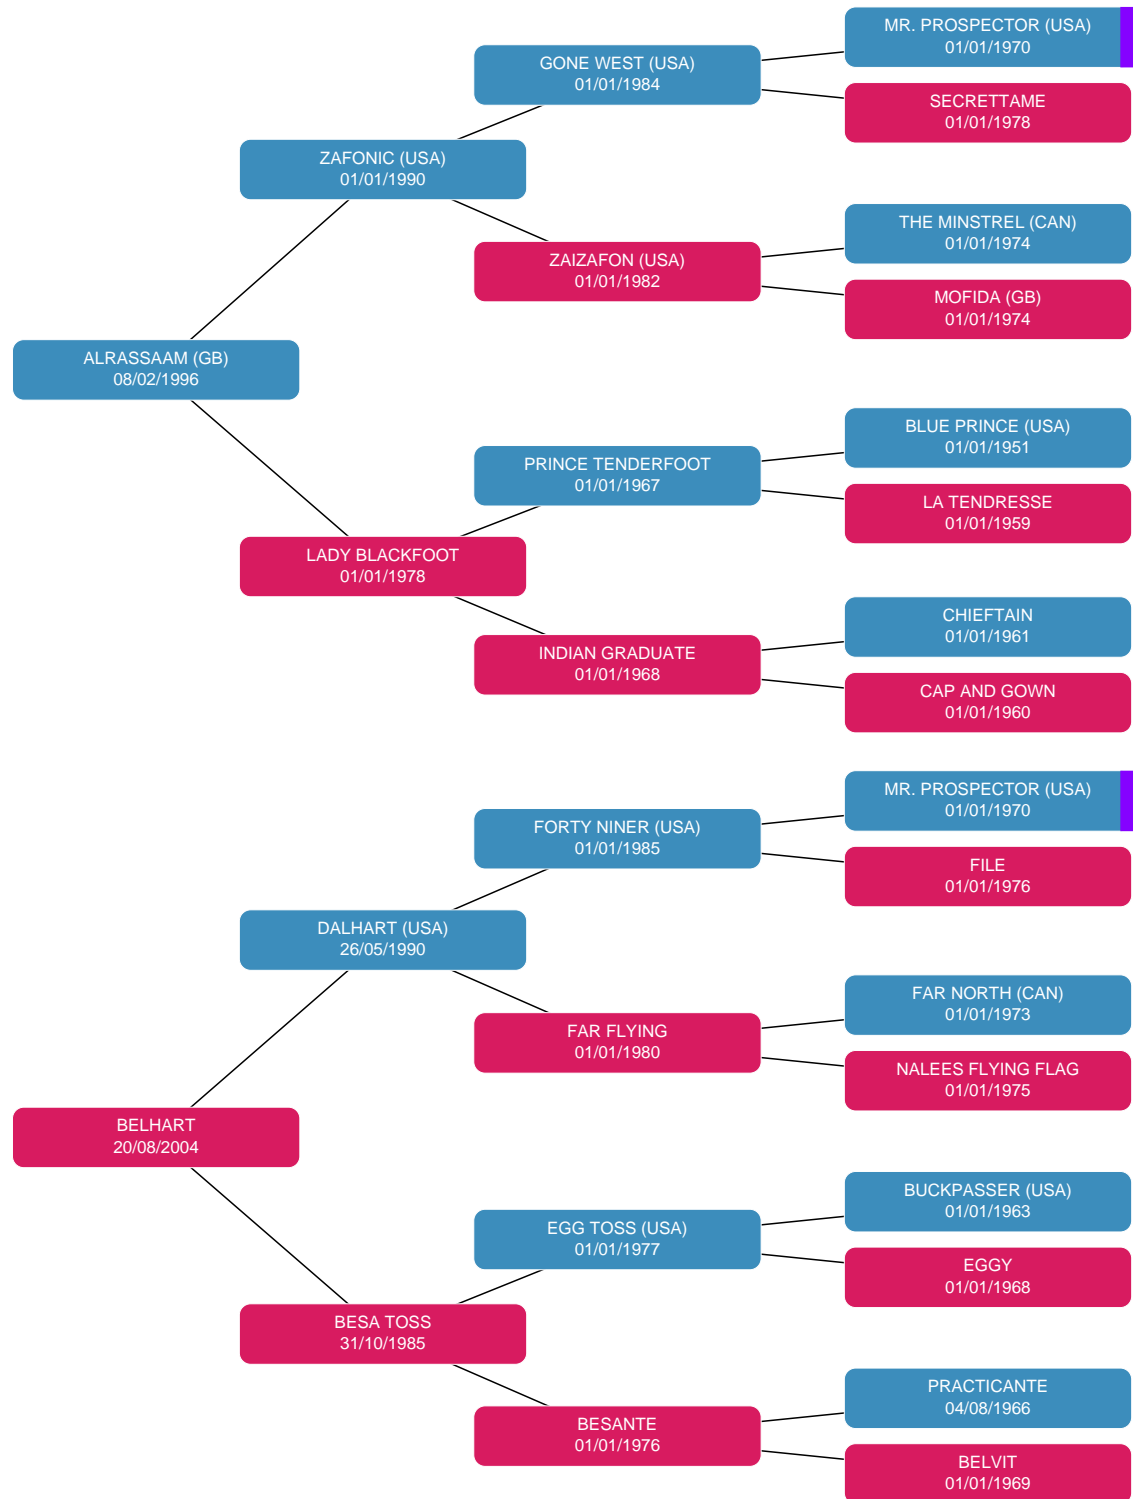 MR. PROSPECTOR (USA)
01/01/1970
GONE WEST (USA)
01/01/1984
SECRETTAME
01/01/1978
ZAFONIC (USA)
01/01/1990
THE MINSTREL (CAN)
01/01/1974
ZAIZAFON (USA)
01/01/1982
MOFIDA (GB)
01/01/1974
ALRASSAAM (GB)
08/02/1996
BLUE PRINCE (USA)
01/01/1951
PRINCE TENDERFOOT
01/01/1967
LA TENDRESSE
01/01/1959
LADY BLACKFOOT
01/01/1978
CHIEFTAIN
01/01/1961
INDIAN GRADUATE
01/01/1968
CAP AND GOWN
01/01/1960
MR. PROSPECTOR (USA)
01/01/1970
FORTY NINER (USA)
01/01/1985
FILE
01/01/1976
DALHART (USA)
26/05/1990
FAR NORTH (CAN)
01/01/1973
FAR FLYING
01/01/1980
NALEES FLYING FLAG
01/01/1975
BELHART
20/08/2004
BUCKPASSER (USA)
01/01/1963
EGG TOSS (USA)
01/01/1977
EGGY
01/01/1968
BESA TOSS
31/10/1985
PRACTICANTE
04/08/1966
BESANTE
01/01/1976
BELVIT
01/01/1969